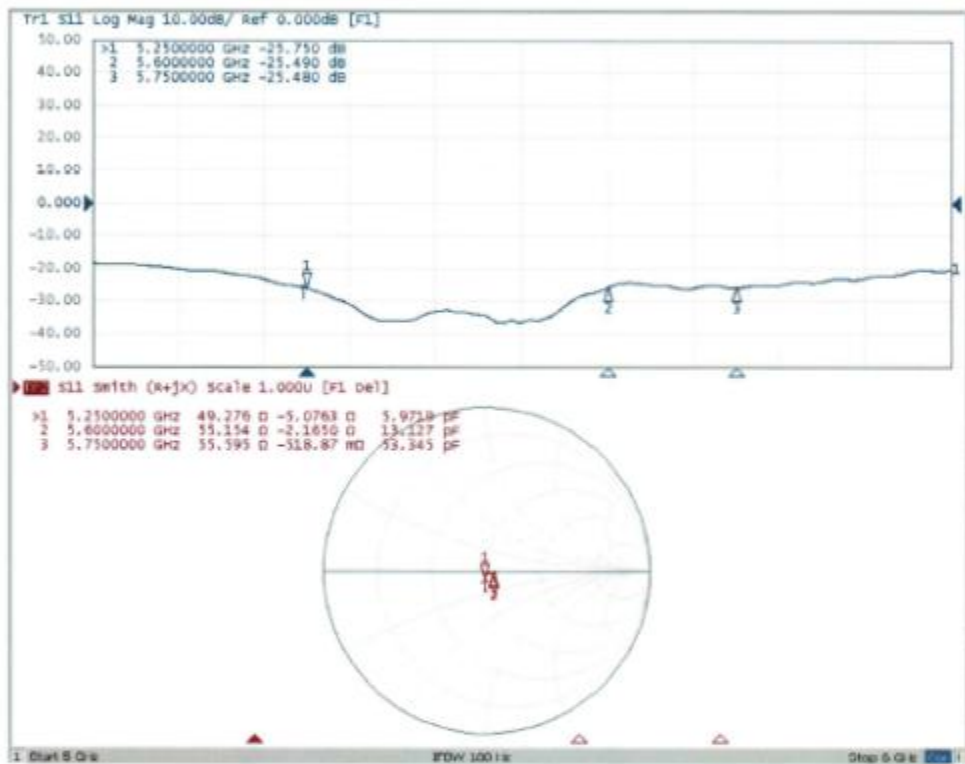 Tr1 S11 Log Mag 10.00dB/ Ref 0.000dB [F1]
50.00
>1 5.2500000 GHz -25.750 dB
2 5.6000000 GHz -25.490 dB
3 5.7500000 GHz -25.480 dB
40.00
30.00
20.00
10.00
0.000
-10.00
-20.00
-30.00
-40.00
-50.00
1
2
3
1
S11 Smith (R+jX) Scale 1.000U [F1 Del]
>1 5.2500000 GHz 49.276 Ω -5.0763 Ω 5.9719 pF
2 5.6000000 GHz 55.154 Ω -2.1650 Ω 13.127 pF
3 5.7500000 GHz 55.595 Ω -518.87 mΩ 53.345 pF
1
1 Start 5 GHz
IFBW 100 Hz
Stop 6 GHz